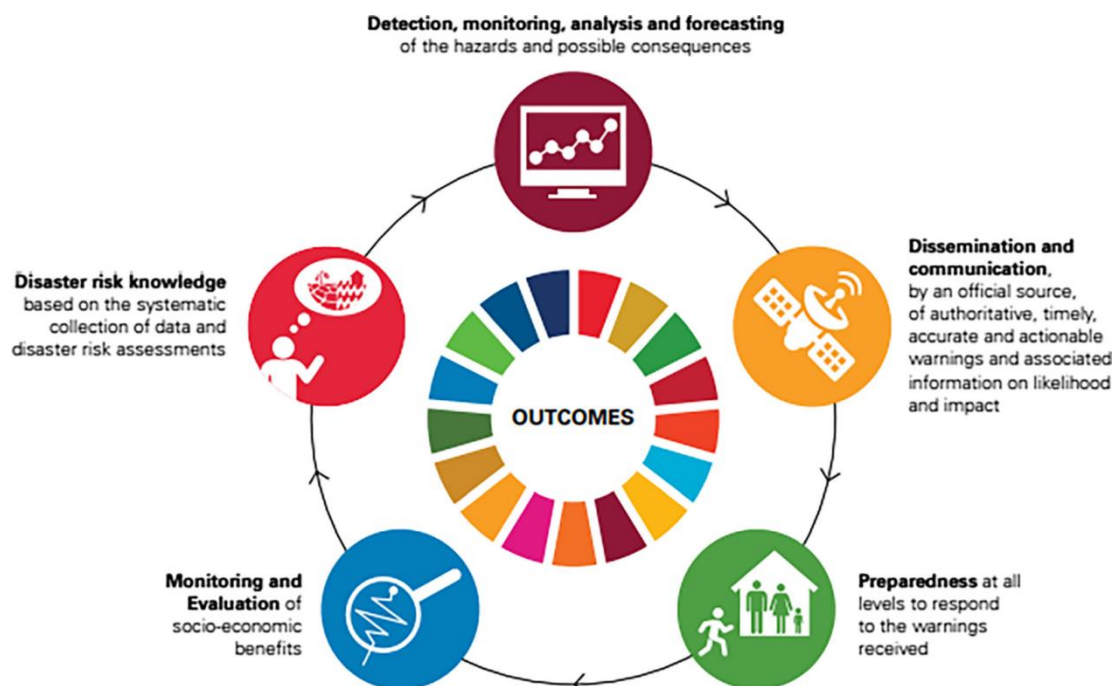 Detection, monitoring, analysis and forecasting
of the hazards and possible consequences
Dissemination and
communication,
by an official source,
of authoritative, timely,
accurate and actionable
warnings and associated
information on likelihood
and impact
Preparedness at all
levels to respond
to the warnings
received
Monitoring and
Evaluation of
socio-economic
benefits
Disaster risk knowledge
based on the systematic
collection of data and
disaster risk assessments
OUTCOMES